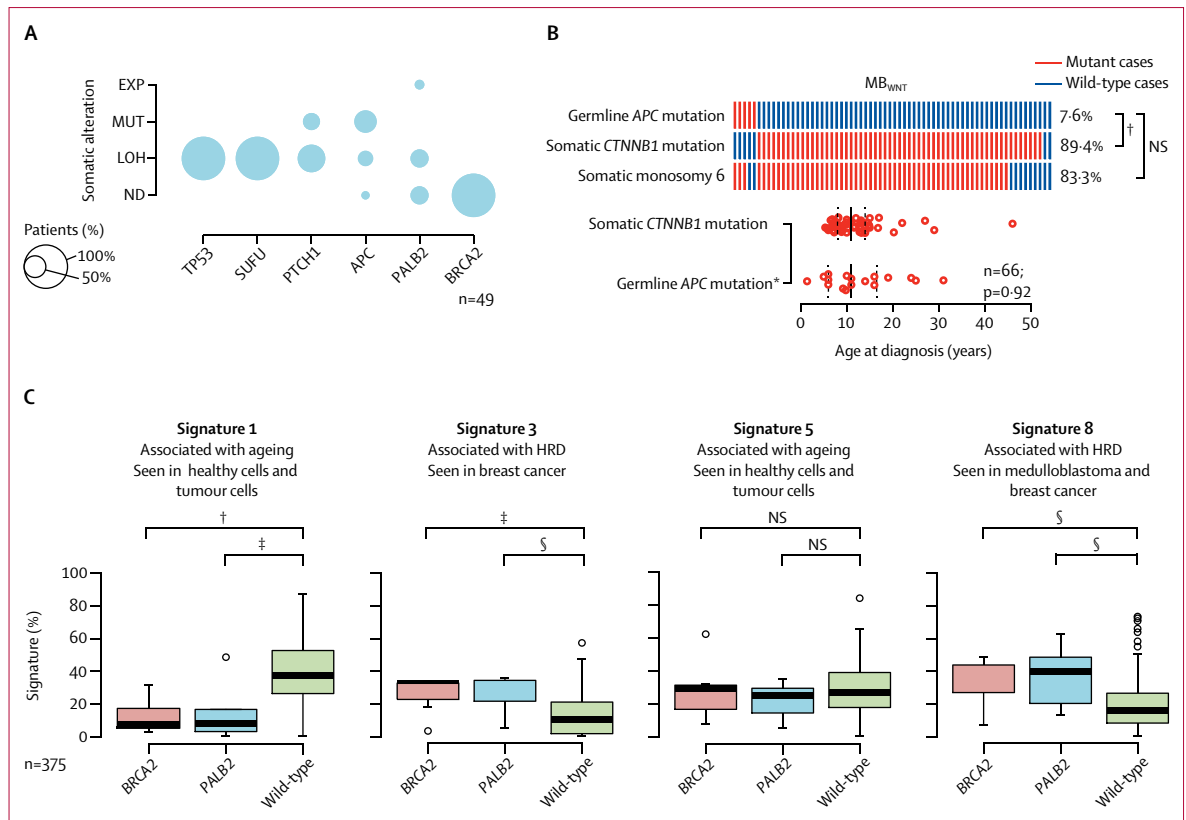 A
Somatic alteration
EXP
MUT
LOH
ND
Patients (%)
100%
50%
TP53
SUFU
PTCH1
APC
PALB2
BRCA2
n=49
B
Mutant cases
Wild-type cases
MBWNT
Germline APC mutation
7·6%
Somatic CTNNB1 mutation
89·4%
Somatic monosomy 6
83·3%
†
NS
Somatic CTNNB1 mutation
Germline APC mutation*
n=66;
p=0·92
0 10 20 30 40 50
Age at diagnosis (years)
C
Signature 1
Associated with ageing
Seen in healthy cells and
tumour cells
†
‡
Signature (%)
100
80
60
40
20
0
BRCA2
PALB2
Wild-type
n=375
Signature 3
Associated with HRD
Seen in breast cancer
‡
§
BRCA2
PALB2
Wild-type
Signature 5
Associated with ageing
Seen in healthy cells and
tumour cells
NS
NS
BRCA2
PALB2
Wild-type
Signature 8
Associated with HRD
Seen in medulloblastoma and
breast cancer
§
§
BRCA2
PALB2
Wild-type